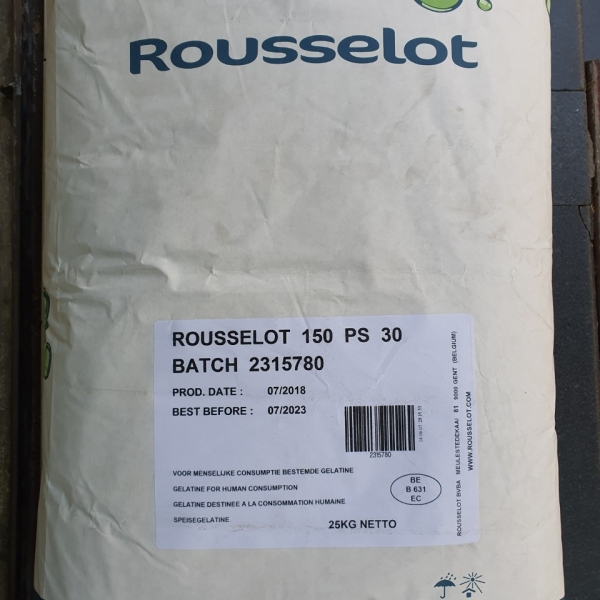 ROUSSELOT
ROUSSELOT 150 PS 30
BATCH 2315780
PROD. DATE : 07/2018
BEST BEFORE : 07/2023
2315780
VOOR MENSELIJKE CONSUMPTIE BESTEMDE GELATINE
GELATINE FOR HUMAN CONSUMPTION
GELATINE DESTINEE A LA CONSOMMATION HUMAINE
SPEISEGELATINE
25KG NETTO
BE
B 631
EC
ROUSSELOT BVBA MEULESTEDEKAAI 81 9000 GENT (BELGIUM)
WWW.ROUSSELOT.COM